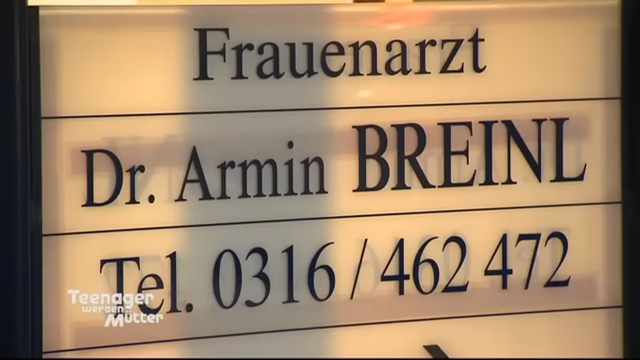 Frauenarzt
Dr. Armin BREINL
Tel. 0316/462 472
Teenager
werden
Mütter